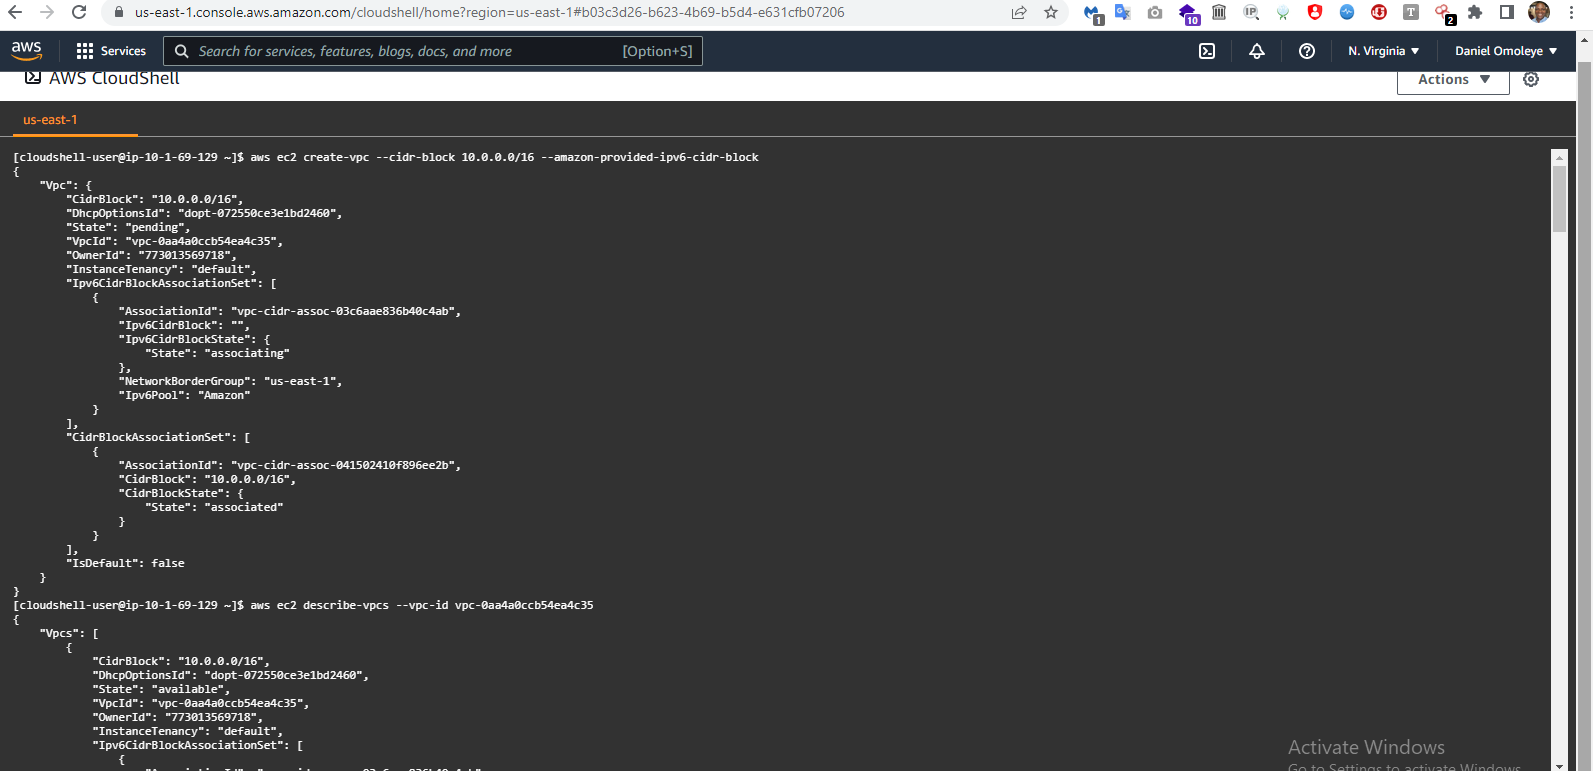 us-east-1.console.aws.amazon.com/cloudshell/home?region=us-east-1#b03c3d26-b623-4b69-b5d4-e631cfb07206
1
10
IP
T
2
aws
Services
Search for services, features, blogs, docs, and more
[Option+S]
N. Virginia
Daniel Omoleye
AWS CloudShell
Actions
us-east-1
[cloudshell-user@ip-10-1-69-129 ~]$ aws ec2 create-vpc --cidr-block 10.0.0.0/16 --amazon-provided-ipv6-cidr-block
{
    "Vpc": {
        "CidrBlock": "10.0.0.0/16",
        "DhcpOptionsId": "dopt-072550ce3e1bd2460",
        "State": "pending",
        "VpcId": "vpc-0aa4a0ccb54ea4c35",
        "OwnerId": "773013569718",
        "InstanceTenancy": "default",
        "Ipv6CidrBlockAssociationSet": [
            {
                "AssociationId": "vpc-cidr-assoc-03c6aae836b40c4ab",
                "Ipv6CidrBlock": "",
                "Ipv6CidrBlockState": {
                    "State": "associating"
                },
                "NetworkBorderGroup": "us-east-1",
                "Ipv6Pool": "Amazon"
            }
        ],
        "CidrBlockAssociationSet": [
            {
                "AssociationId": "vpc-cidr-assoc-041502410f896ee2b",
                "CidrBlock": "10.0.0.0/16",
                "CidrBlockState": {
                    "State": "associated"
                }
            }
        ],
        "IsDefault": false
    }
}
[cloudshell-user@ip-10-1-69-129 ~]$ aws ec2 describe-vpcs --vpc-id vpc-0aa4a0ccb54ea4c35
{
    "Vpcs": [
        {
            "CidrBlock": "10.0.0.0/16",
            "DhcpOptionsId": "dopt-072550ce3e1bd2460",
            "State": "available",
            "VpcId": "vpc-0aa4a0ccb54ea4c35",
            "OwnerId": "773013569718",
            "InstanceTenancy": "default",
            "Ipv6CidrBlockAssociationSet": [
                {
Activate Windows
Go to Settings to activate Windows.